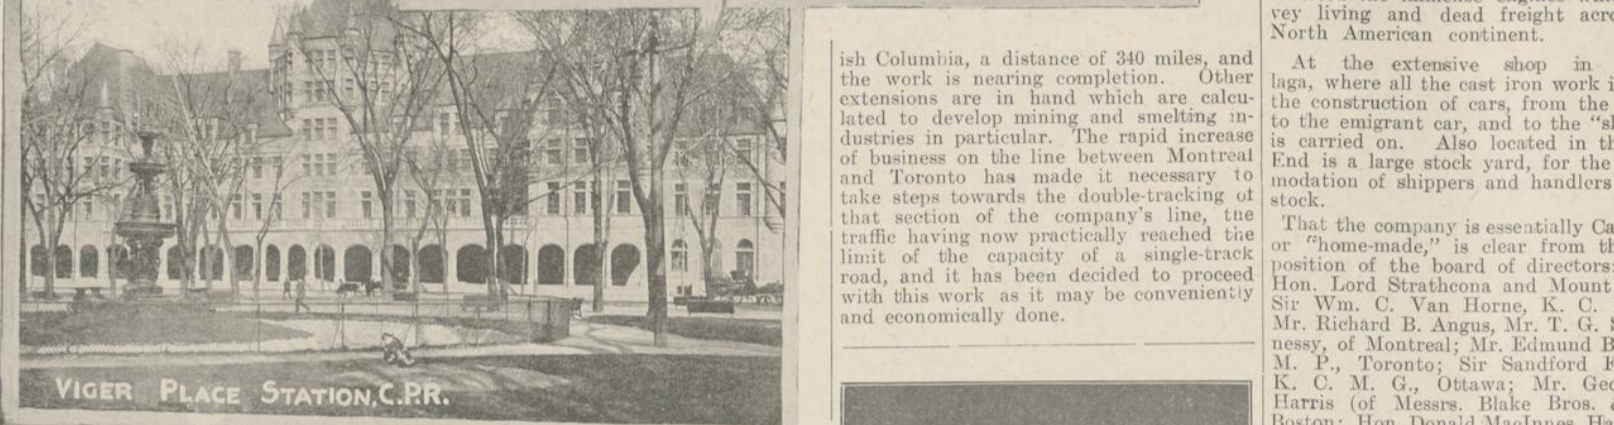 VIGER PLACE STATION, C.P.R.
ish Columbia, a distance of 340 miles, and
the work is nearing completion. Other
extensions are in hand which are calcu-
lated to develop mining and smelting in-
dustries in particular. The rapid increase
of business on the line between Montreal
and Toronto has made it necessary to
take steps towards the double-tracking of
that section of the company's line, the
traffic having now practically reached the
limit of the capacity of a single-track
road, and it has been decided to proceed
with this work as it may be conveniently
and economically done.
vey living and dead freight acro
North American continent.
At the extensive shop in
laga, where all the cast iron work i
the construction of cars, from the
to the emigrant car, and to the "sl
is carried on. Also located in th
End is a large stock yard, for the
modation of shippers and handlers
stock.
That the company is essentially Ca
or "home-made," is clear from th
position of the board of directors:
Hon. Lord Strathcona and Mount
Sir Wm. C. Van Horne, K. C.
Mr. Richard B. Angus, Mr. T. G. S
nessy, of Montreal; Mr. Edmund B
M. P., Toronto; Sir Sandford F
K. C. M. G., Ottawa; Mr. Geo
Harris (of Messrs. Blake Bros.
Boston; Hon. Donald MacInnes, Ha